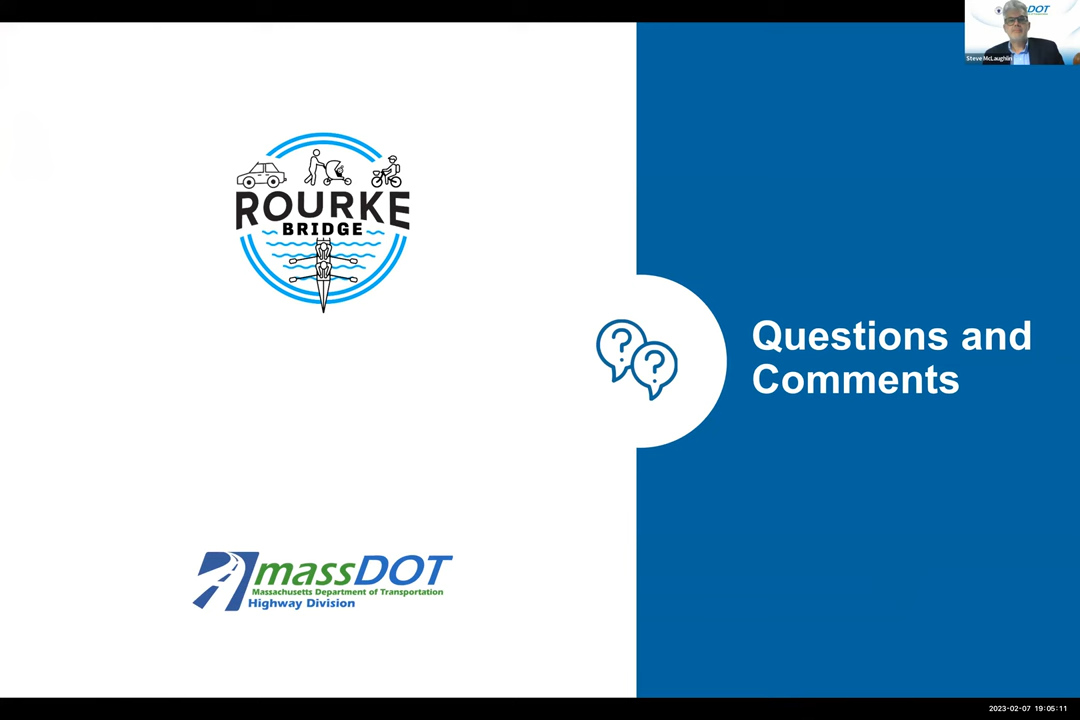 DOT
Steve McLaughlin
ROURKE
BRIDGE
Questions and
Comments
massDOT
Massachusetts Department of Transportation
Highway Division
2023-02-07 19:05:11